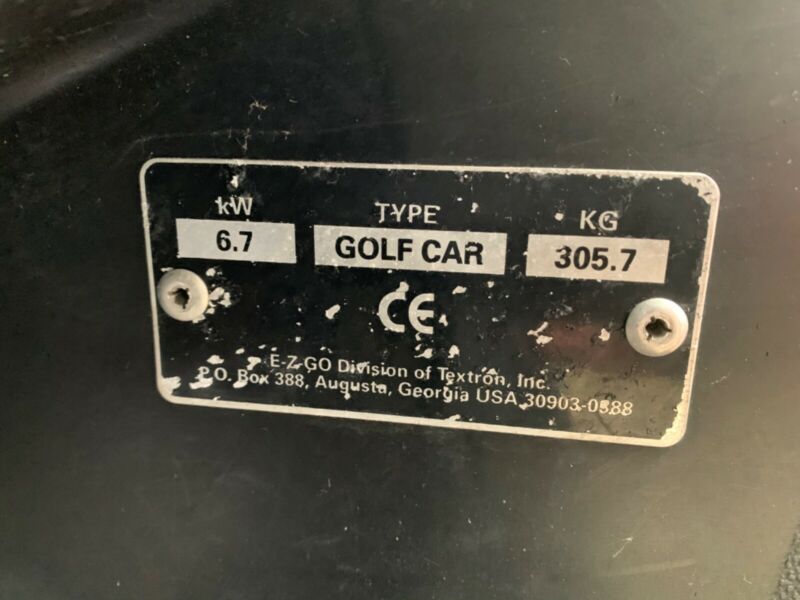 kW TYPE KG
6.7 GOLF CAR 305.7
CE
E-Z-GO Division of Textron, Inc.
P.O. Box 388, Augusta, Georgia USA 30903-0388